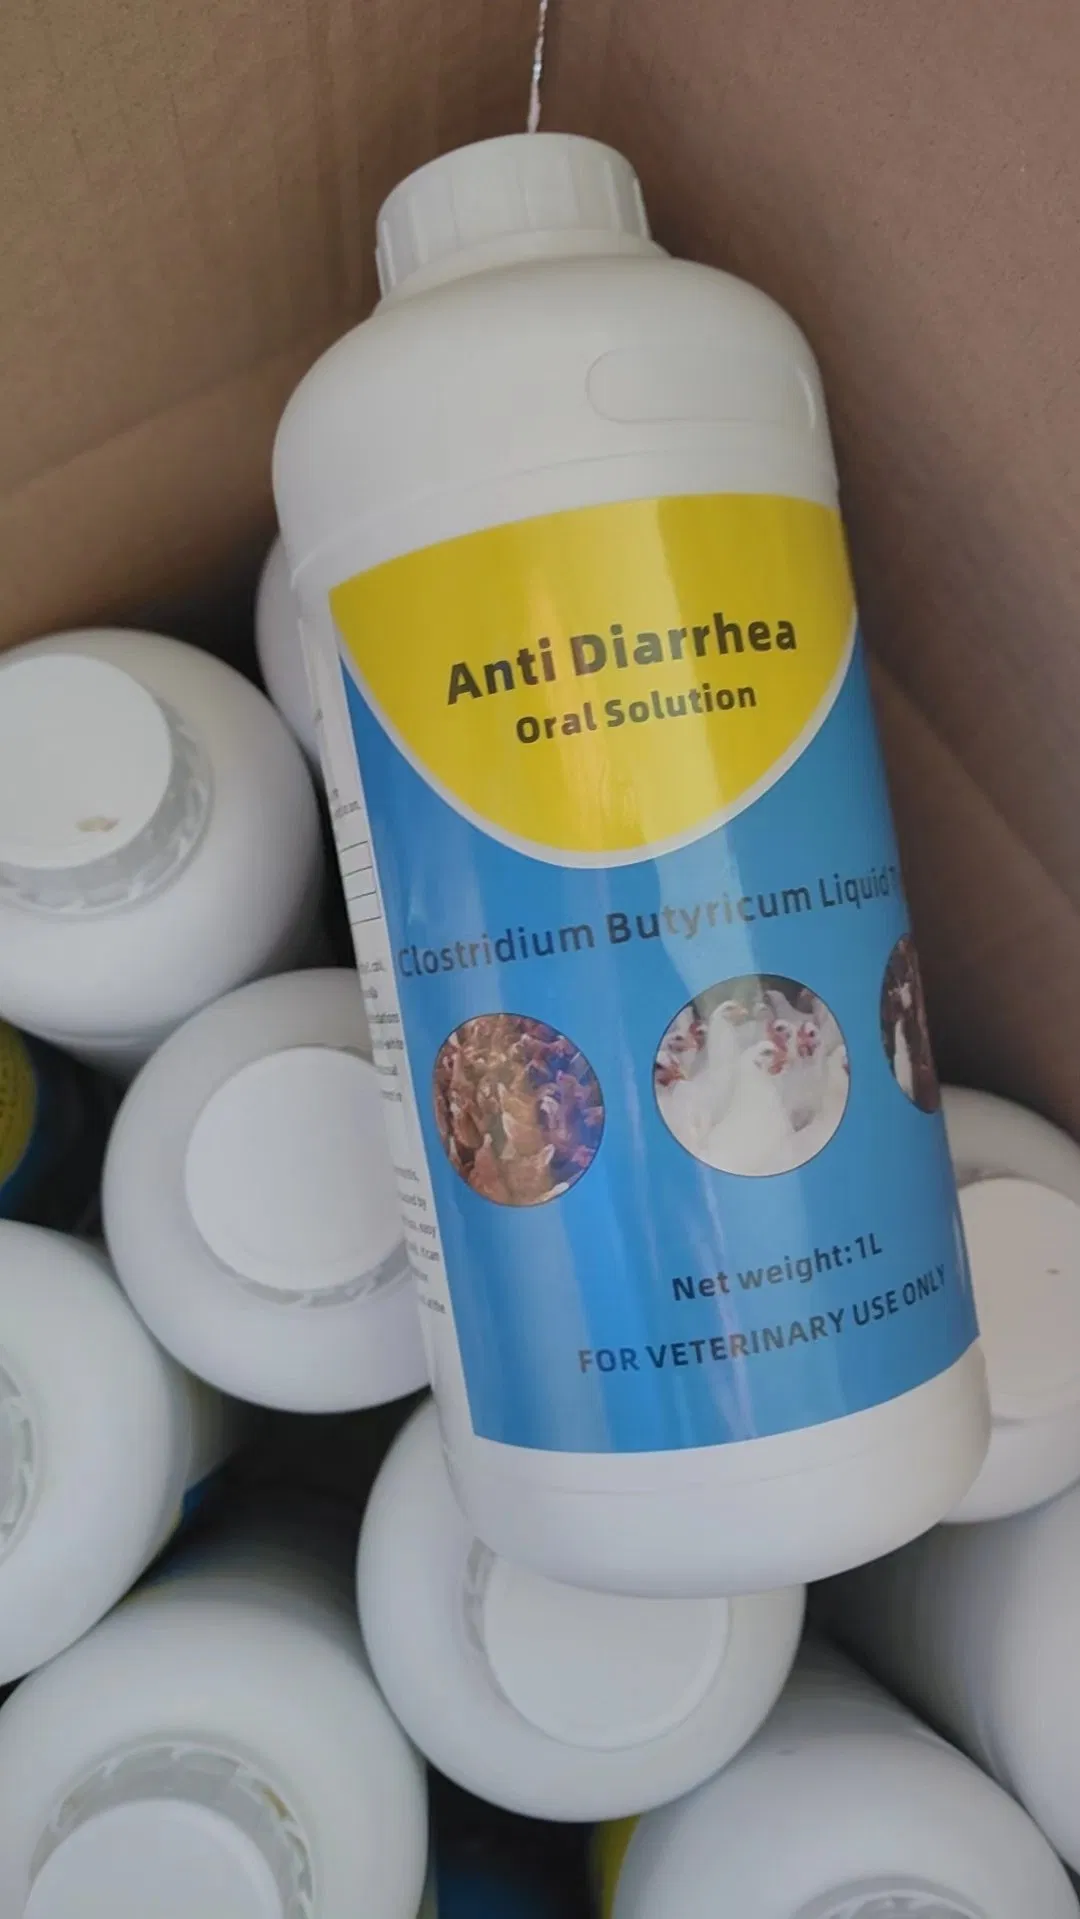 Anti Diarrhea
Oral Solution
Clostridium Butyricum Liquid
Net weight:1L
FOR VETERINARY USE ONLY